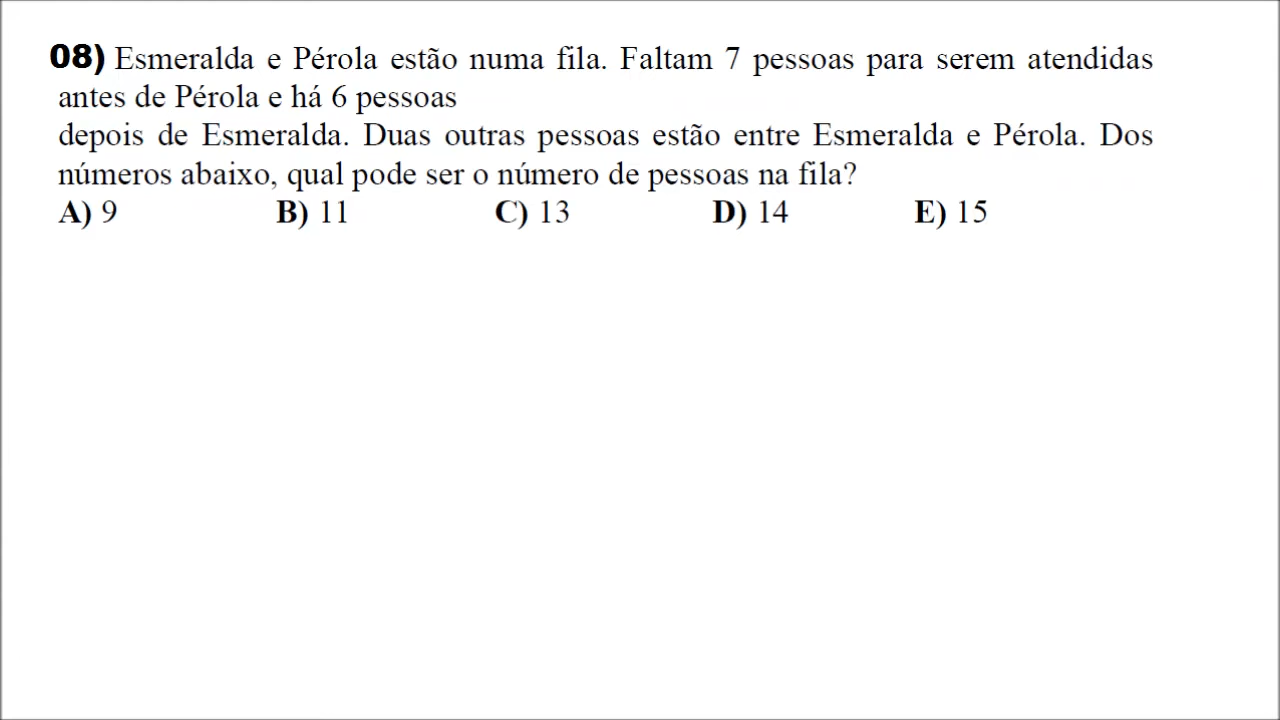 08) Esmeralda e Pérola estão numa fila. Faltam 7 pessoas para serem atendidas
antes de Pérola e há 6 pessoas
depois de Esmeralda. Duas outras pessoas estão entre Esmeralda e Pérola. Dos
números abaixo, qual pode ser o número de pessoas na fila?
A) 9 B) 11 C) 13 D) 14 E) 15